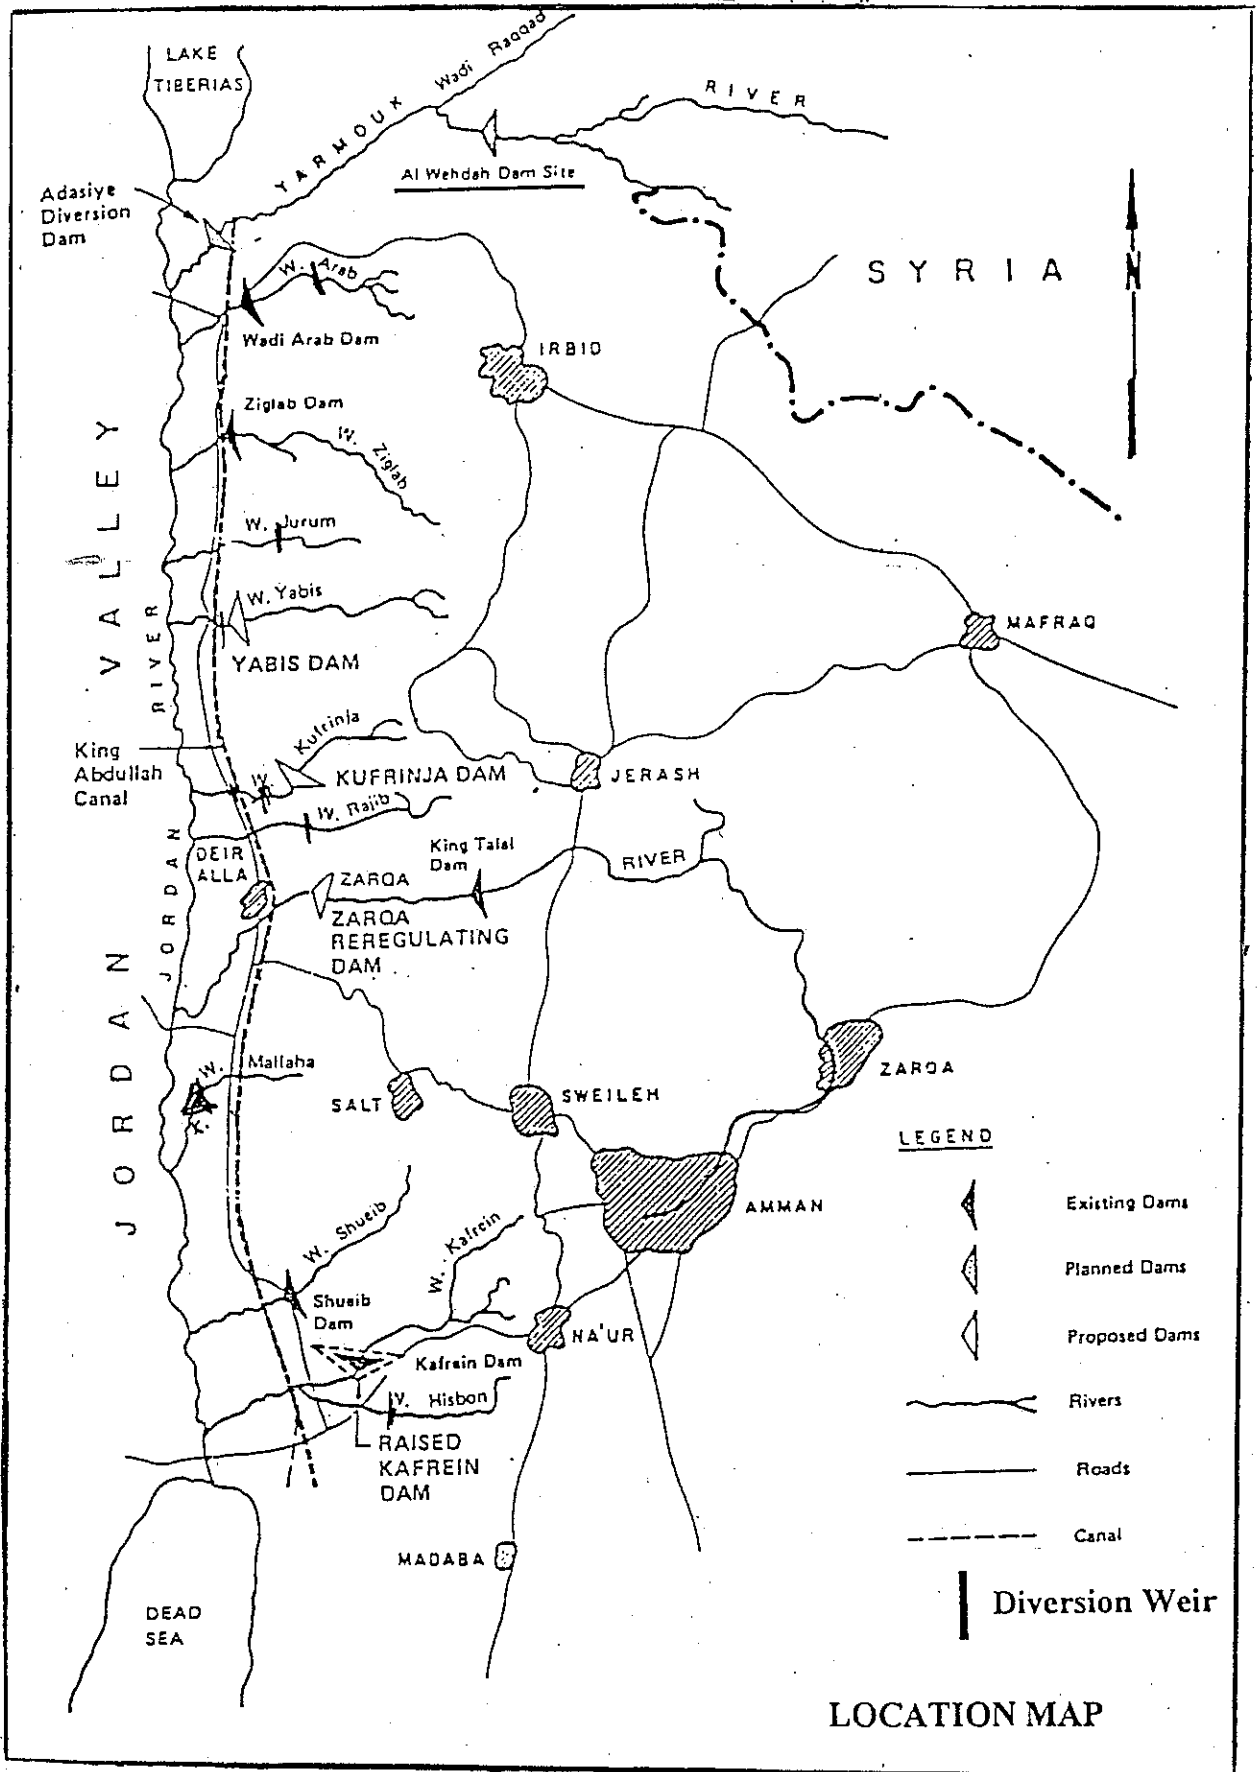 LAKE
TIBERIAS
YARMOUK
Wadi Raqqad
RIVER
Al Wehdah Dam Site
Adasiye
Diversion
Dam
SYRIA
N
W. Arab
Wadi Arab Dam
IRBID
Ziglab Dam
W. Ziglab
W. Jurum
W. Yabis
YABIS DAM
MAFRAQ
JORDAN VALLEY
JORDAN RIVER
King
Abdullah
Canal
W. Kufrinja
KUFRINJA DAM
JERASH
W. Rajib
King Talal
Dam
RIVER
DEIR
ALLA
ZARQA
ZARQA
REREGULATING
DAM
W. Mallaha
SALT
SWEILEH
ZARQA
AMMAN
LEGEND
Existing Dams
Planned Dams
Proposed Dams
Rivers
Roads
Canal
Diversion Weir
W. Shueib
Shueib
Dam
W. Kafrein
NA'UR
Kafrein Dam
W. Hisbon
RAISED
KAFREIN
DAM
MADABA
DEAD
SEA
LOCATION MAP